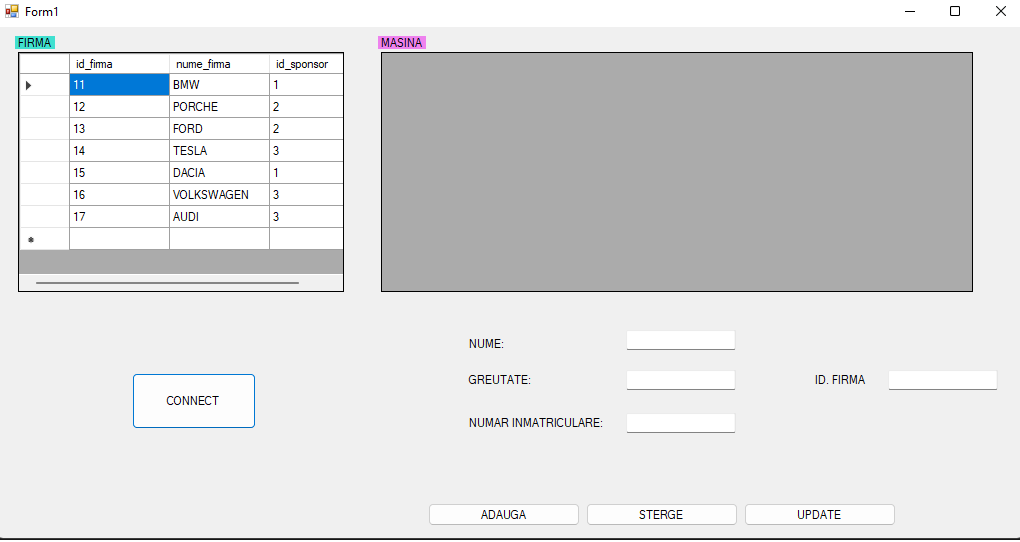 Form1
FIRMA
MASINA
id_firma nume_firma id_sponsor
11 BMW 1
12 PORCHE 2
13 FORD 2
14 TESLA 3
15 DACIA 1
16 VOLKSWAGEN 3
17 AUDI 3
NUME:
GREUTATE:
ID. FIRMA
NUMAR INMATRICULARE:
CONNECT
ADAUGA
STERGE
UPDATE